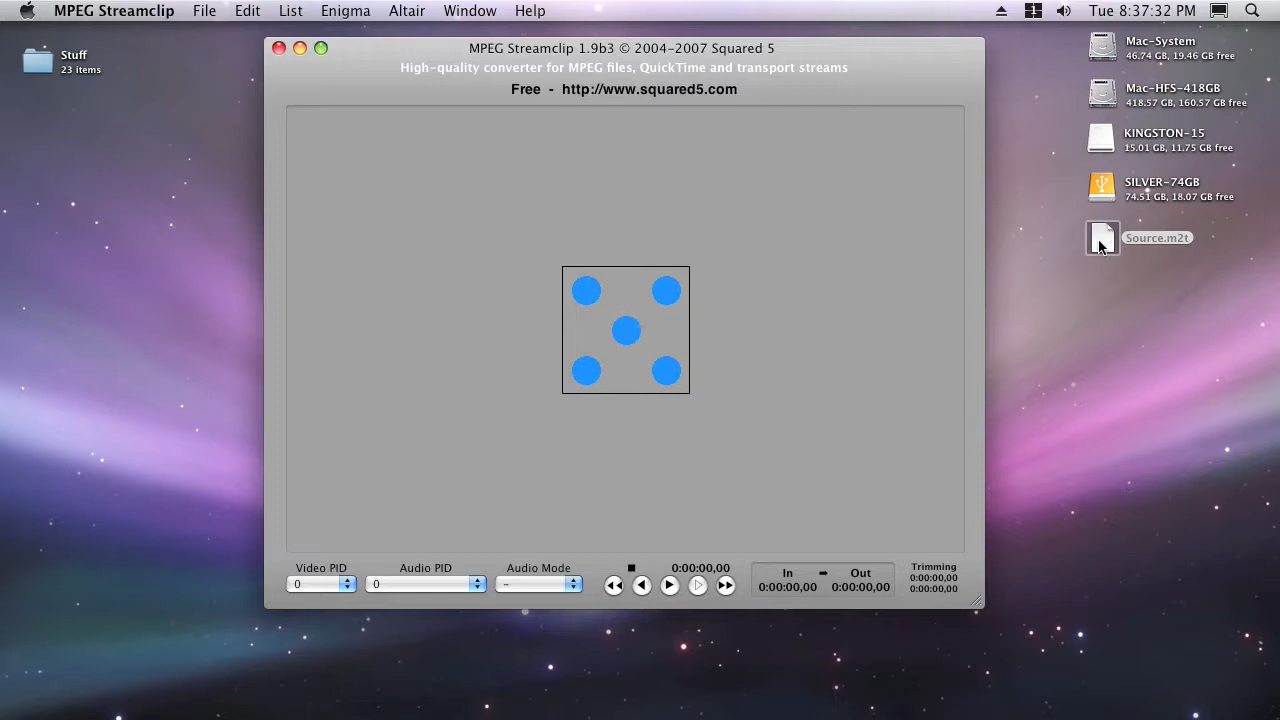 MPEG Streamclip File Edit List Enigma Altair Window Help 1 Tue 8:37:32 PM
Stuff
23 items
MPEG Streamclip 1.9b3 © 2004-2007 Squared 5
High-quality converter for MPEG files, QuickTime and transport streams
Free - http://www.squared5.com
Mac-System
46.74 GB, 19.46 GB free
Mac-HFS-418GB
418.57 GB, 160.57 GB free
KINGSTON-15
15.01 GB, 11.75 GB free
SILVER-74GB
74.51 GB, 18.07 GB free
Source.m2t
Video PID Audio PID Audio Mode 0:00:00,00
0 0 –
In Out
0:00:00,00 0:00:00,00
Trimming
0:00:00,00
0:00:00,00